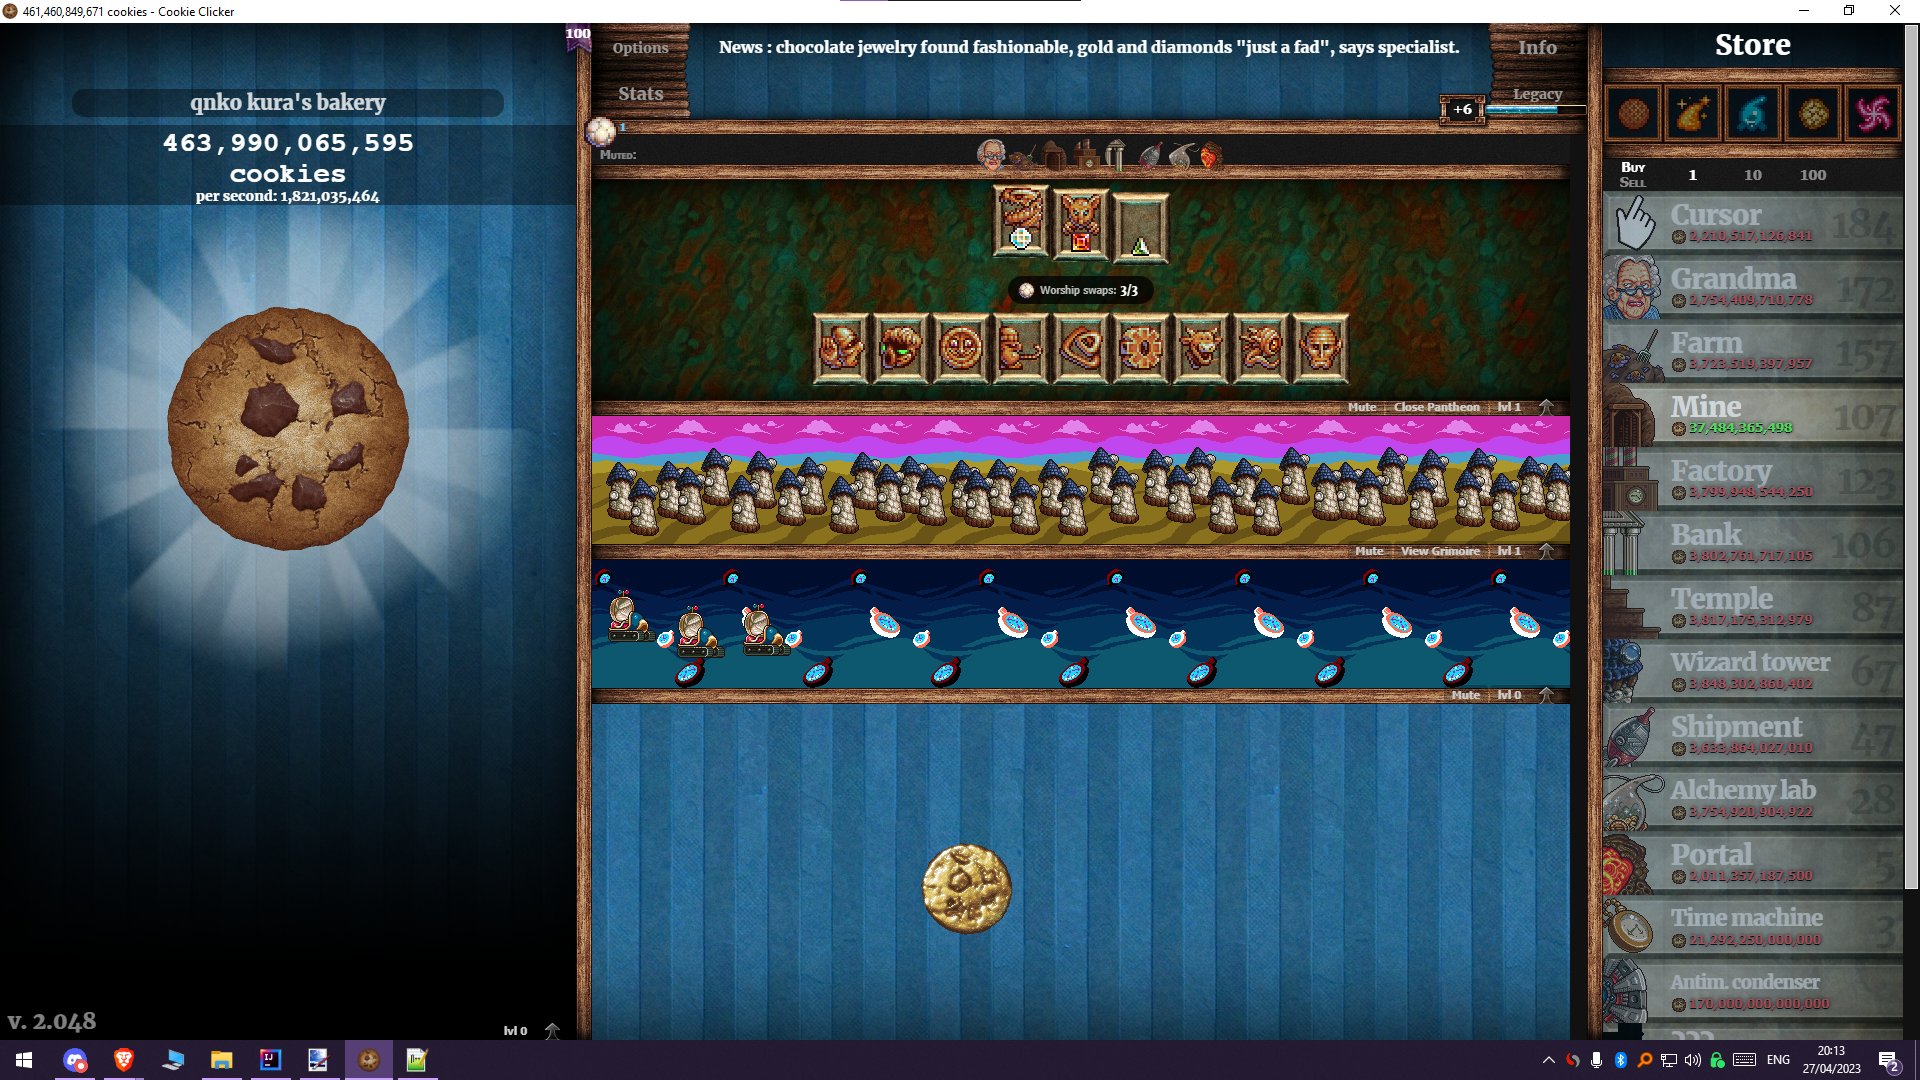 461,460,849,671 cookies - Cookie Clicker
100
Options
Stats
News : chocolate jewelry found fashionable, gold and diamonds "just a fad", says specialist.
Info
Legacy
+6
qnko kura's bakery
463,990,065,595
cookies
per second: 1,821,035,464
1
Muted:
Worship swaps: 3/3
Mute
Close Pantheon
lvl 1
Mute
View Grimoire
lvl 1
Mute
lvl 0
v. 2.048
lvl 0
Store
Buy
Sell
1
10
100
Cursor
2,210,517,126,841
184
Grandma
2,754,409,710,778
172
Farm
3,723,519,397,957
157
Mine
37,484,365,498
107
Factory
3,799,948,544,250
123
Bank
3,802,761,717,105
106
Temple
3,817,175,312,979
87
Wizard tower
3,848,302,860,402
67
Shipment
3,633,864,027,010
47
Alchemy lab
3,754,920,904,922
28
Portal
2,011,357,187,500
5
Time machine
21,292,250,000,000
3
Antim. condenser
170,000,000,000,000
???
ENG
20:13
27/04/2023
2